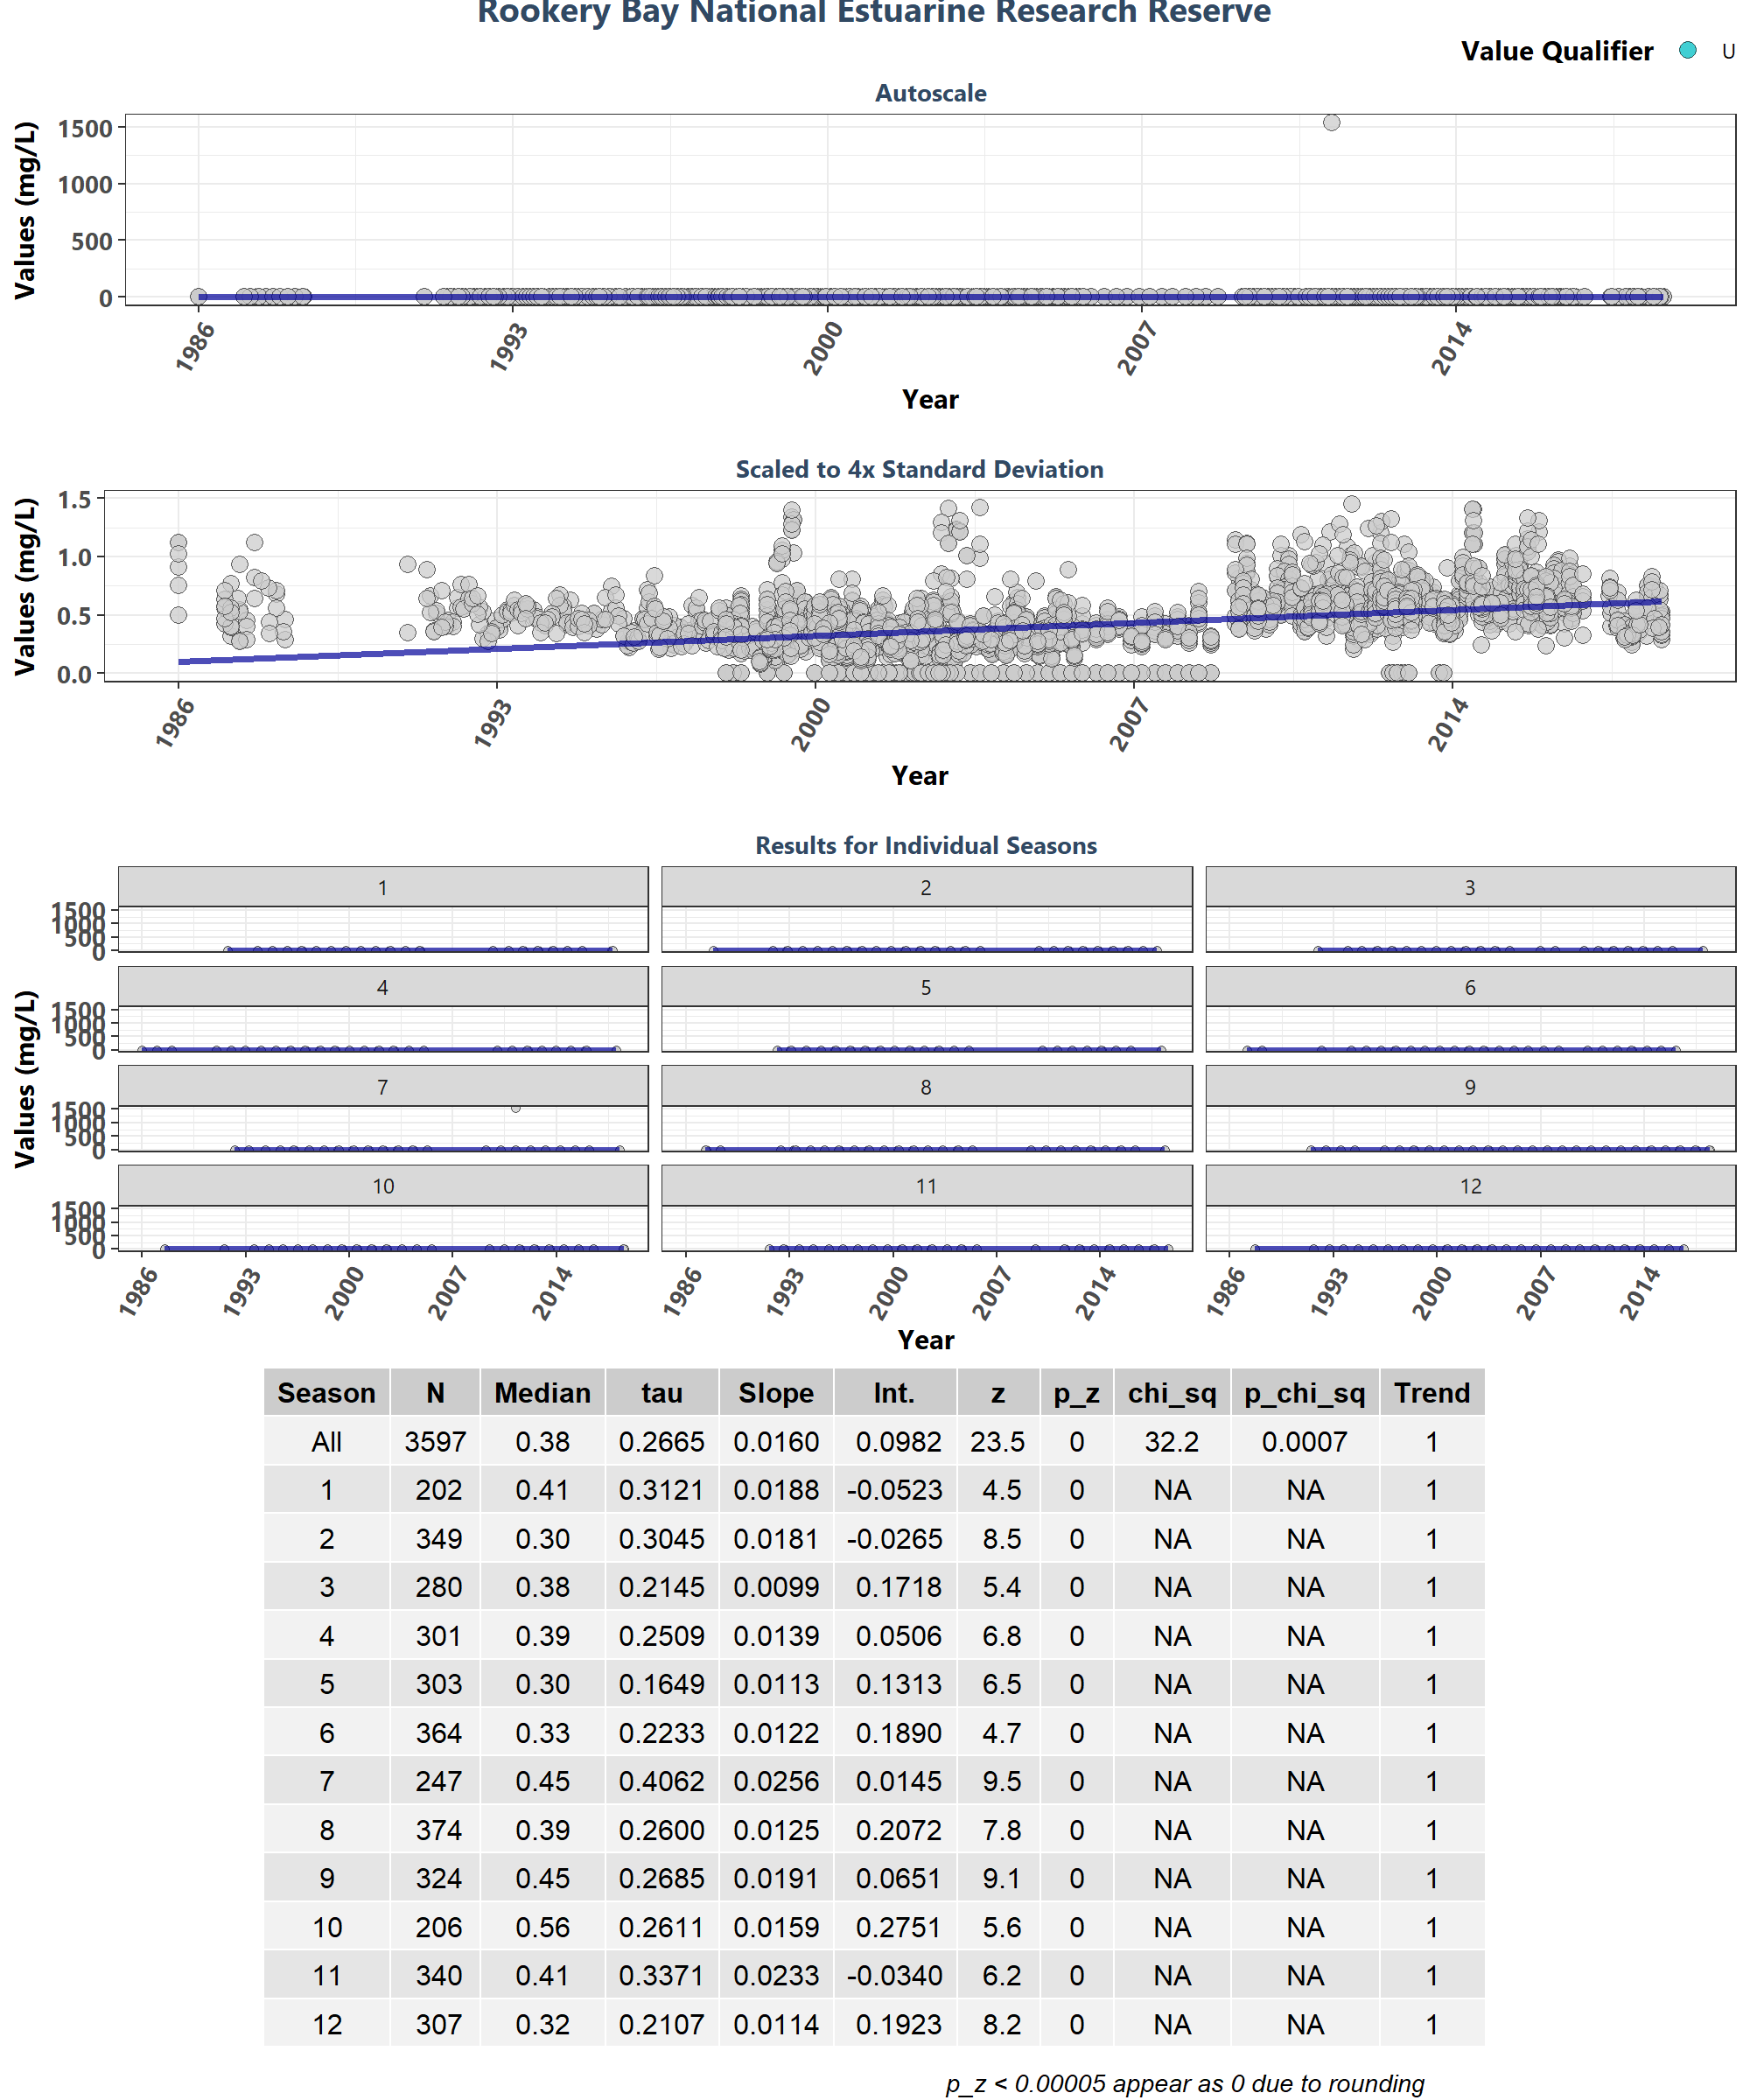 Rookery Bay National Estuarine Research Reserve
Value Qualifier U
Autoscale
Values (mg/L)
1500
1000
500
0
1986 1993 2000 2007 2014
Year
Scaled to 4x Standard Deviation
Values (mg/L)
1.5
1.0
0.5
0.0
1986 1993 2000 2007 2014
Year
Results for Individual Seasons
Values (mg/L)
1 2 3
1500
1000
500
0
4 5 6
1500
1000
500
0
7 8 9
1500
1000
500
0
10 11 12
1500
1000
500
0
1986 1993 2000 2007 2014 1986 1993 2000 2007 2014 1986 1993 2000 2007 2014
Year
Season N Median tau Slope Int. z p_z chi_sq p_chi_sq Trend
All 3597 0.38 0.2665 0.0160 0.0982 23.5 0 32.2 0.0007 1
1 202 0.41 0.3121 0.0188 -0.0523 4.5 0 NA NA 1
2 349 0.30 0.3045 0.0181 -0.0265 8.5 0 NA NA 1
3 280 0.38 0.2145 0.0099 0.1718 5.4 0 NA NA 1
4 301 0.39 0.2509 0.0139 0.0506 6.8 0 NA NA 1
5 303 0.30 0.1649 0.0113 0.1313 6.5 0 NA NA 1
6 364 0.33 0.2233 0.0122 0.1890 4.7 0 NA NA 1
7 247 0.45 0.4062 0.0256 0.0145 9.5 0 NA NA 1
8 374 0.39 0.2600 0.0125 0.2072 7.8 0 NA NA 1
9 324 0.45 0.2685 0.0191 0.0651 9.1 0 NA NA 1
10 206 0.56 0.2611 0.0159 0.2751 5.6 0 NA NA 1
11 340 0.41 0.3371 0.0233 -0.0340 6.2 0 NA NA 1
12 307 0.32 0.2107 0.0114 0.1923 8.2 0 NA NA 1
p_z < 0.00005 appear as 0 due to rounding